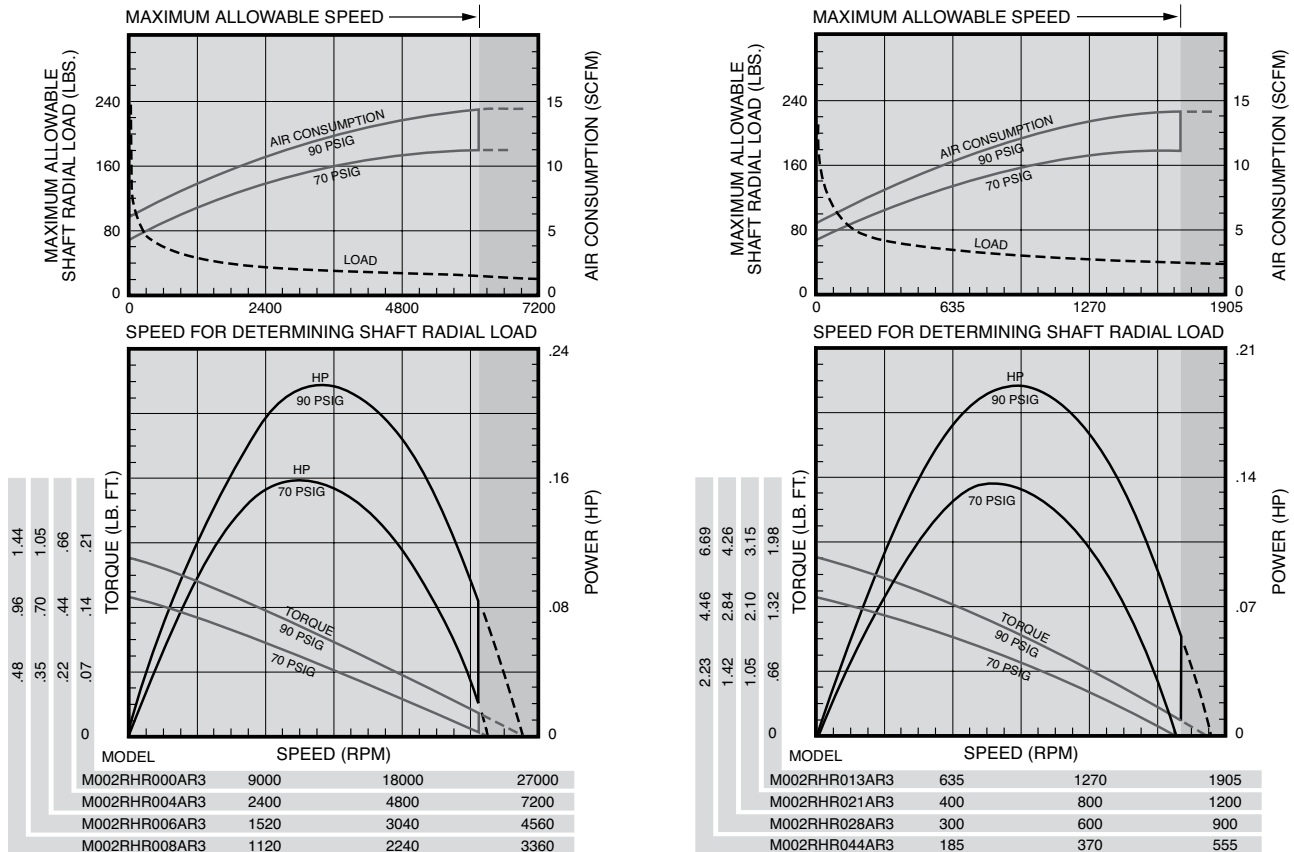 MAXIMUM ALLOWABLE SPEED
MAXIMUM ALLOWABLE
SHAFT RADIAL LOAD (LBS.)
240
160
80
0
AIR CONSUMPTION
90 PSIG
70 PSIG
LOAD
15
10
5
0
AIR CONSUMPTION (SCFM)
0 2400 4800 7200
SPEED FOR DETERMINING SHAFT RADIAL LOAD
HP
90 PSIG
HP
70 PSIG
TORQUE
90 PSIG
70 PSIG
.24
.16
.08
0
POWER (HP)
TORQUE (LB. FT.)
1.44 1.05 .66 .21
.96 .70 .44 .14
.48 .35 .22 .07
0
MODEL SPEED (RPM)
M002RHR000AR3 9000 18000 27000
M002RHR004AR3 2400 4800 7200
M002RHR006AR3 1520 3040 4560
M002RHR008AR3 1120 2240 3360
MAXIMUM ALLOWABLE SPEED
MAXIMUM ALLOWABLE
SHAFT RADIAL LOAD (LBS.)
240
160
80
0
AIR CONSUMPTION
90 PSIG
70 PSIG
LOAD
15
10
5
0
AIR CONSUMPTION (SCFM)
0 635 1270 1905
SPEED FOR DETERMINING SHAFT RADIAL LOAD
HP
90 PSIG
70 PSIG
TORQUE
90 PSIG
70 PSIG
.21
.14
.07
0
POWER (HP)
TORQUE (LB. FT.)
6.69 4.26 3.15 1.98
4.46 2.84 2.10 1.32
2.23 1.42 1.05 .66
0
MODEL SPEED (RPM)
M002RHR013AR3 635 1270 1905
M002RHR021AR3 400 800 1200
M002RHR028AR3 300 600 900
M002RHR044AR3 185 370 555